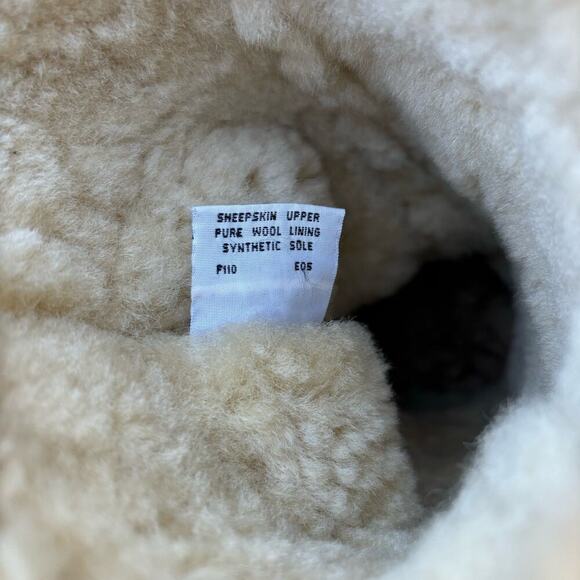 SHEEPSKIN UPPER
PURE WOOL LINING
SYNTHETIC SOLE
F110 E05